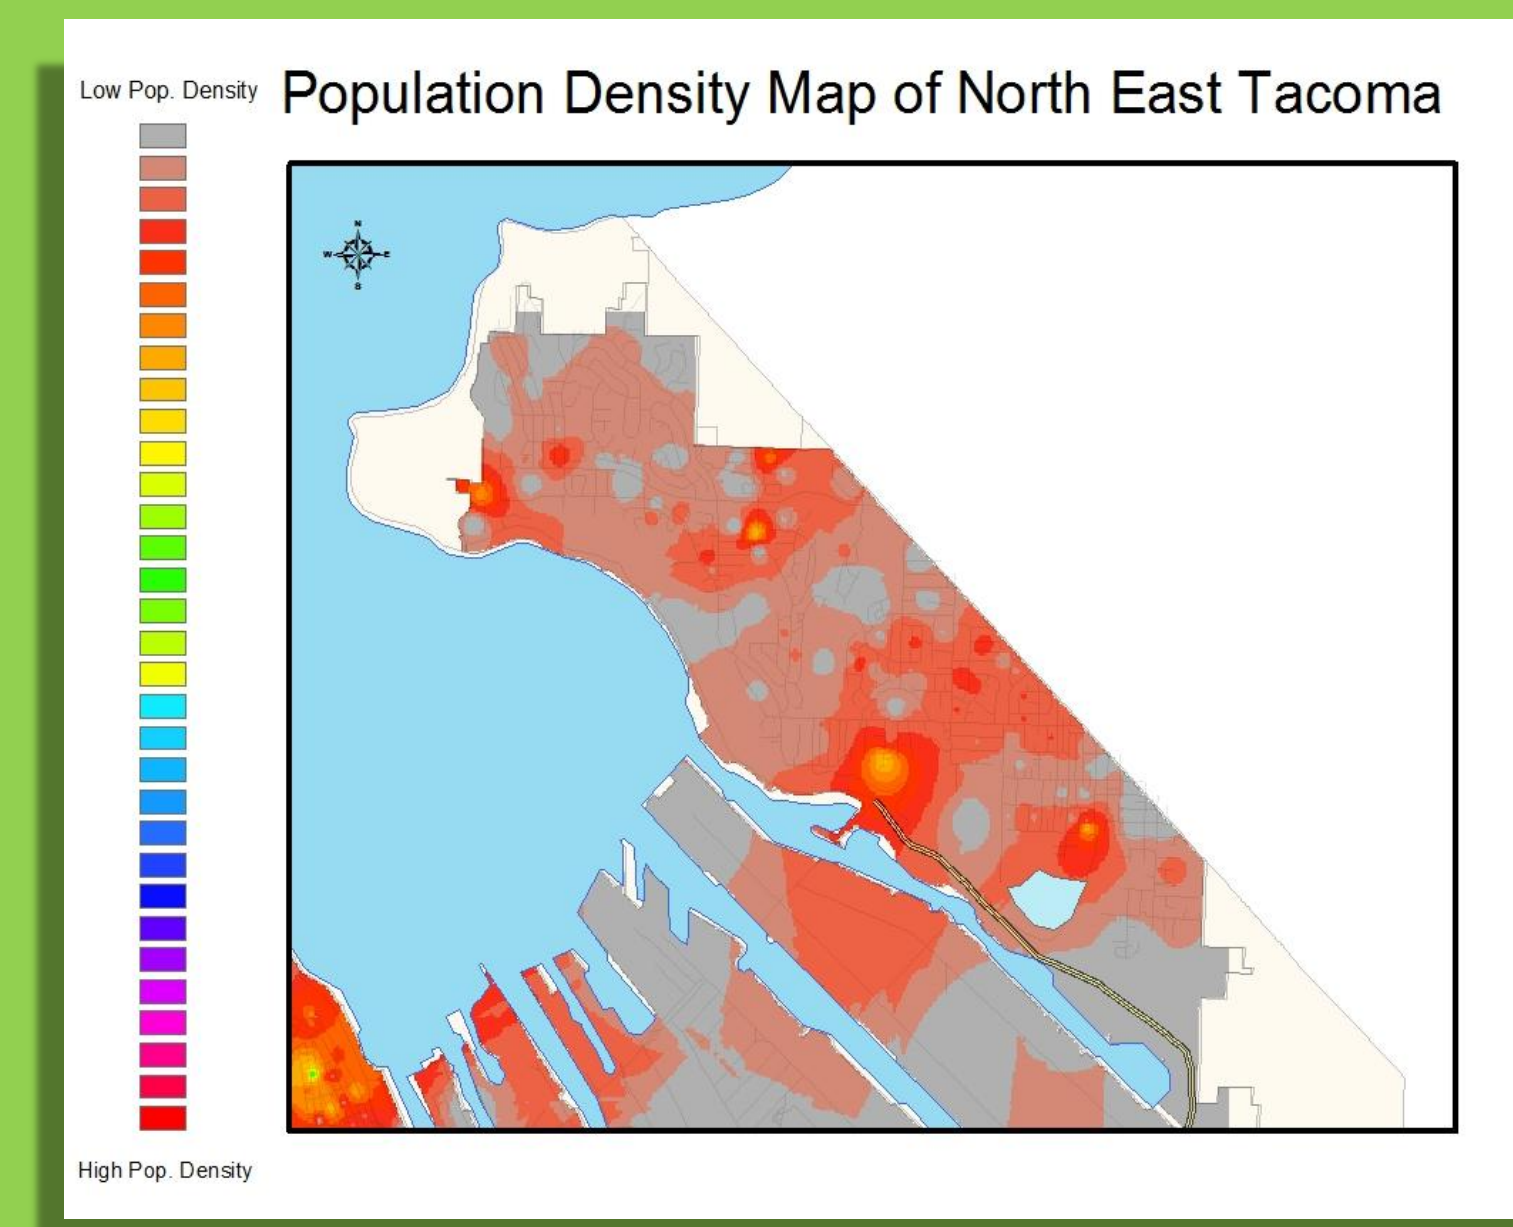 Low Pop. Density
Population Density Map of North East Tacoma
N
W
E
S
High Pop. Density